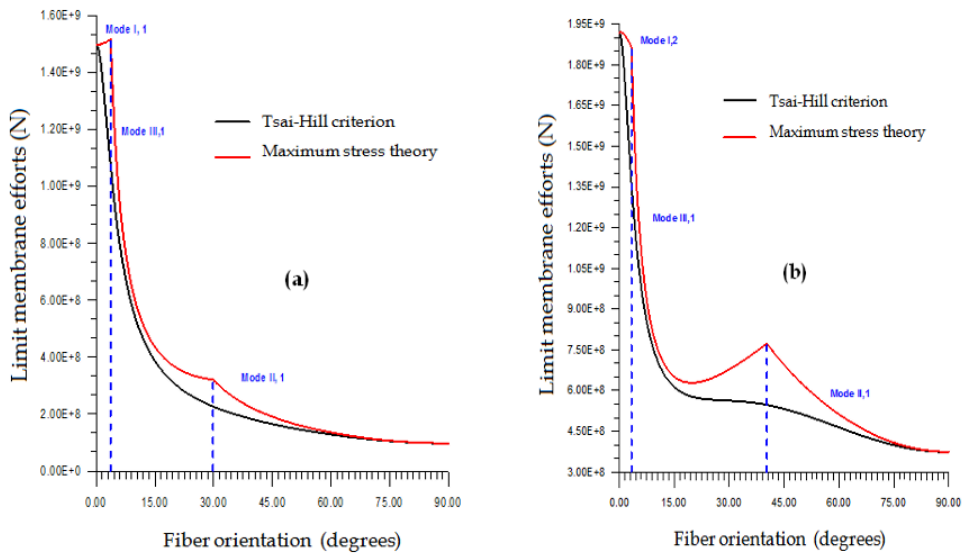 1.60E+9
1.40E+9
1.20E+9
1.00E+9
8.00E+8
6.00E+8
4.00E+8
2.00E+8
0.00E+0
Limit membrane efforts (N)
Mode I, 1
Mode III,1
Mode II, 1
Tsai-Hill criterion
Maximum stress theory
(a)
0.00 15.00 30.00 45.00 60.00 75.00 90.00
Fiber orientation (degrees)
1.95E+9
1.80E+9
1.65E+9
1.50E+9
1.35E+9
1.20E+9
1.05E+9
9.00E+8
7.50E+8
6.00E+8
4.50E+8
3.00E+8
Limit membrane efforts (N)
Mode I,2
Mode III,1
Mode II,1
Tsai-Hill criterion
Maximum stress theory
(b)
0.00 15.00 30.00 45.00 60.00 75.00 90.00
Fiber orientation (degrees)